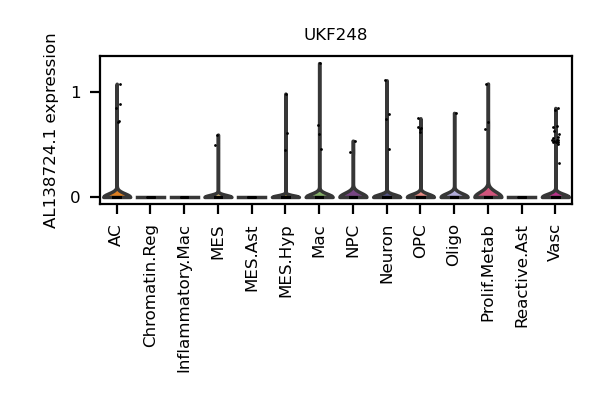 UKF248
AL138724.1 expression
1
0
AC
Chromatin.Reg
Inflammatory.Mac
MES
MES.Ast
MES.Hyp
Mac
NPC
Neuron
OPC
Oligo
Prolif.Metab
Reactive.Ast
Vasc